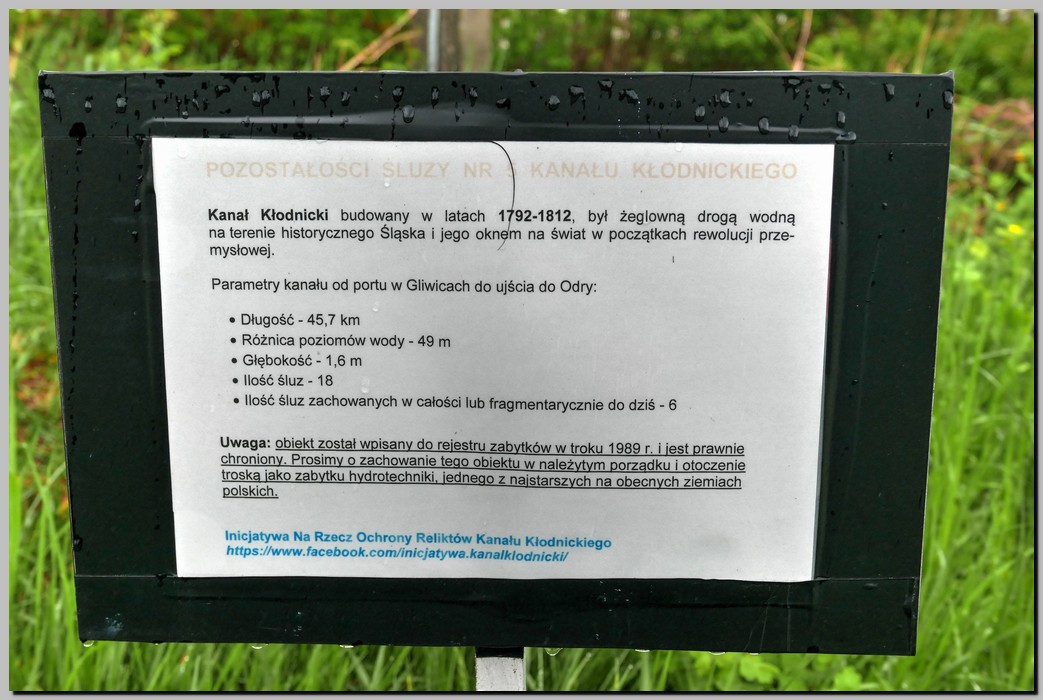 POZOSTAŁOŚCI ŚLUZY NR 5 KANAŁU KŁODNICKIEGO
Kanał Kłodnicki budowany w latach 1792-1812, był żeglowną drogą wodną
na terenie historycznego Śląska i jego oknem na świat w początkach rewolucji prze-
mysłowej.
Parametry kanału od portu w Gliwicach do ujścia do Odry:
• Długość - 45,7 km
• Różnica poziomów wody - 49 m
• Głębokość - 1,6 m
• Ilość śluz - 18
• Ilość śluz zachowanych w całości lub fragmentarycznie do dziś - 6
Uwaga: obiekt został wpisany do rejestru zabytków w troku 1989 r. i jest prawnie
chroniony. Prosimy o zachowanie tego obiektu w należytym porządku i otoczenie
troską jako zabytku hydrotechniki, jednego z najstarszych na obecnych ziemiach
polskich.
Inicjatywa Na Rzecz Ochrony Reliktów Kanału Kłodnickiego
https://www.facebook.com/inicjatywa.kanalklodnicki/